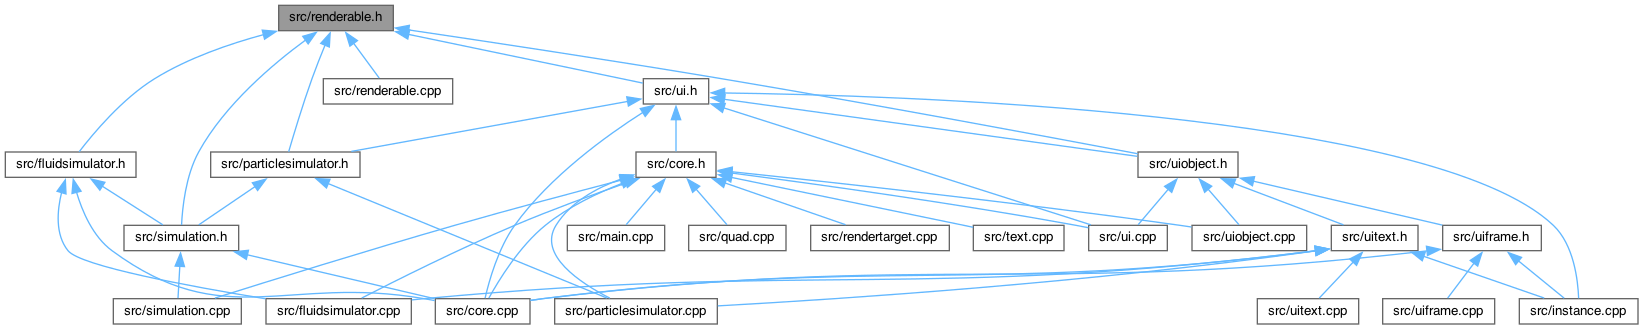 src/renderable.h
src/renderable.cpp
src/ui.h
src/fluidsimulator.h
src/particlesimulator.h
src/core.h
src/uiobject.h
src/simulation.h
src/main.cpp
src/quad.cpp
src/rendertarget.cpp
src/text.cpp
src/ui.cpp
src/uiobject.cpp
src/uitext.h
src/uiframe.h
src/simulation.cpp
src/fluidsimulator.cpp
src/core.cpp
src/particlesimulator.cpp
src/uitext.cpp
src/uiframe.cpp
src/instance.cpp